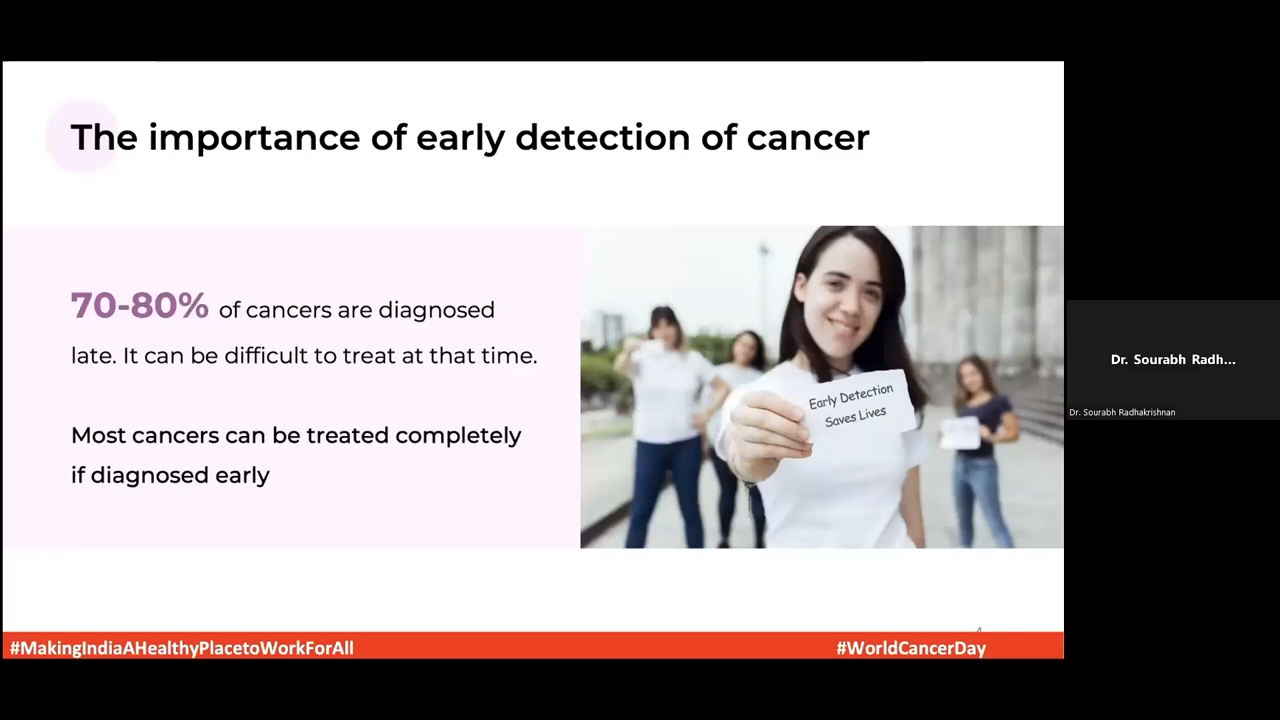 The importance of early detection of cancer
70-80% of cancers are diagnosed
late. It can be difficult to treat at that time.
Most cancers can be treated completely
if diagnosed early
Early Detection
Saves Lives
#MakingIndiaAHealthyPlacetoWorkForAll
#WorldCancerDay
Dr. Sourabh Radh...
Dr. Sourabh Radhakrishnan